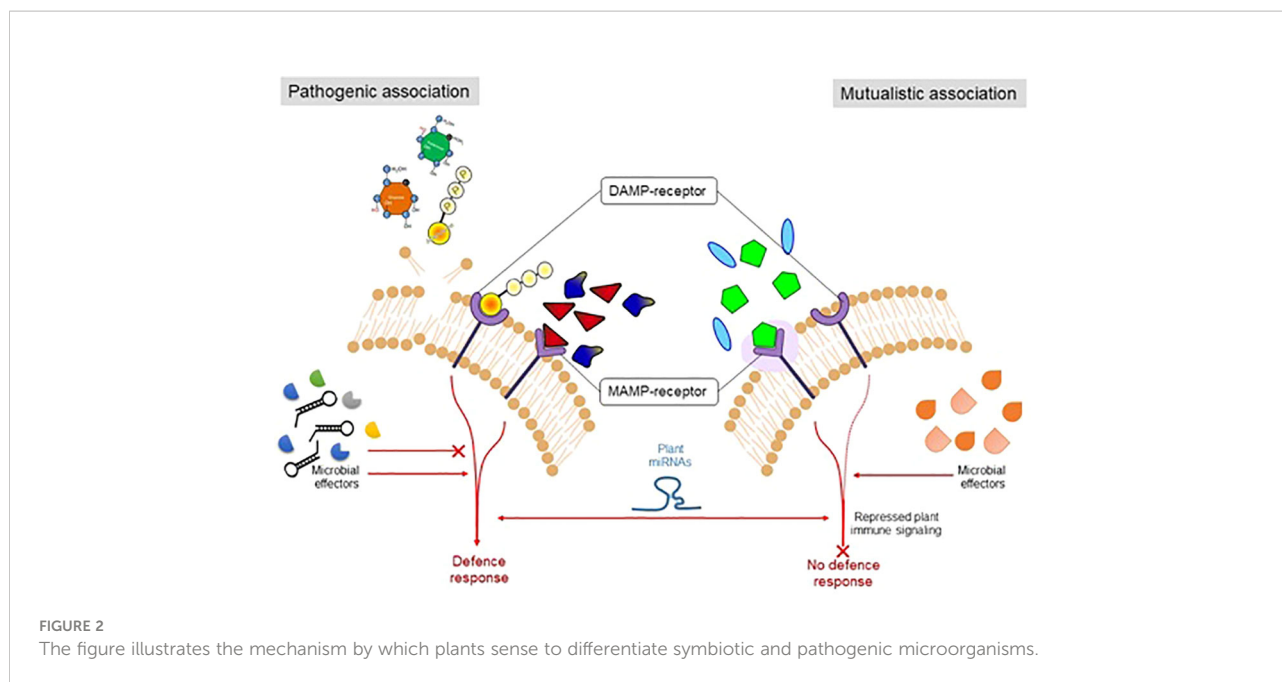 Pathogenic association
Mutualistic association
DAMP-receptor
MAMP-receptor
Plant
miRNAs
Microbial
effectors
Microbial
effectors
Repressed plant
immune signaling
Defence
response
No defence
response
FIGURE 2
The figure illustrates the mechanism by which plants sense to differentiate symbiotic and pathogenic microorganisms.